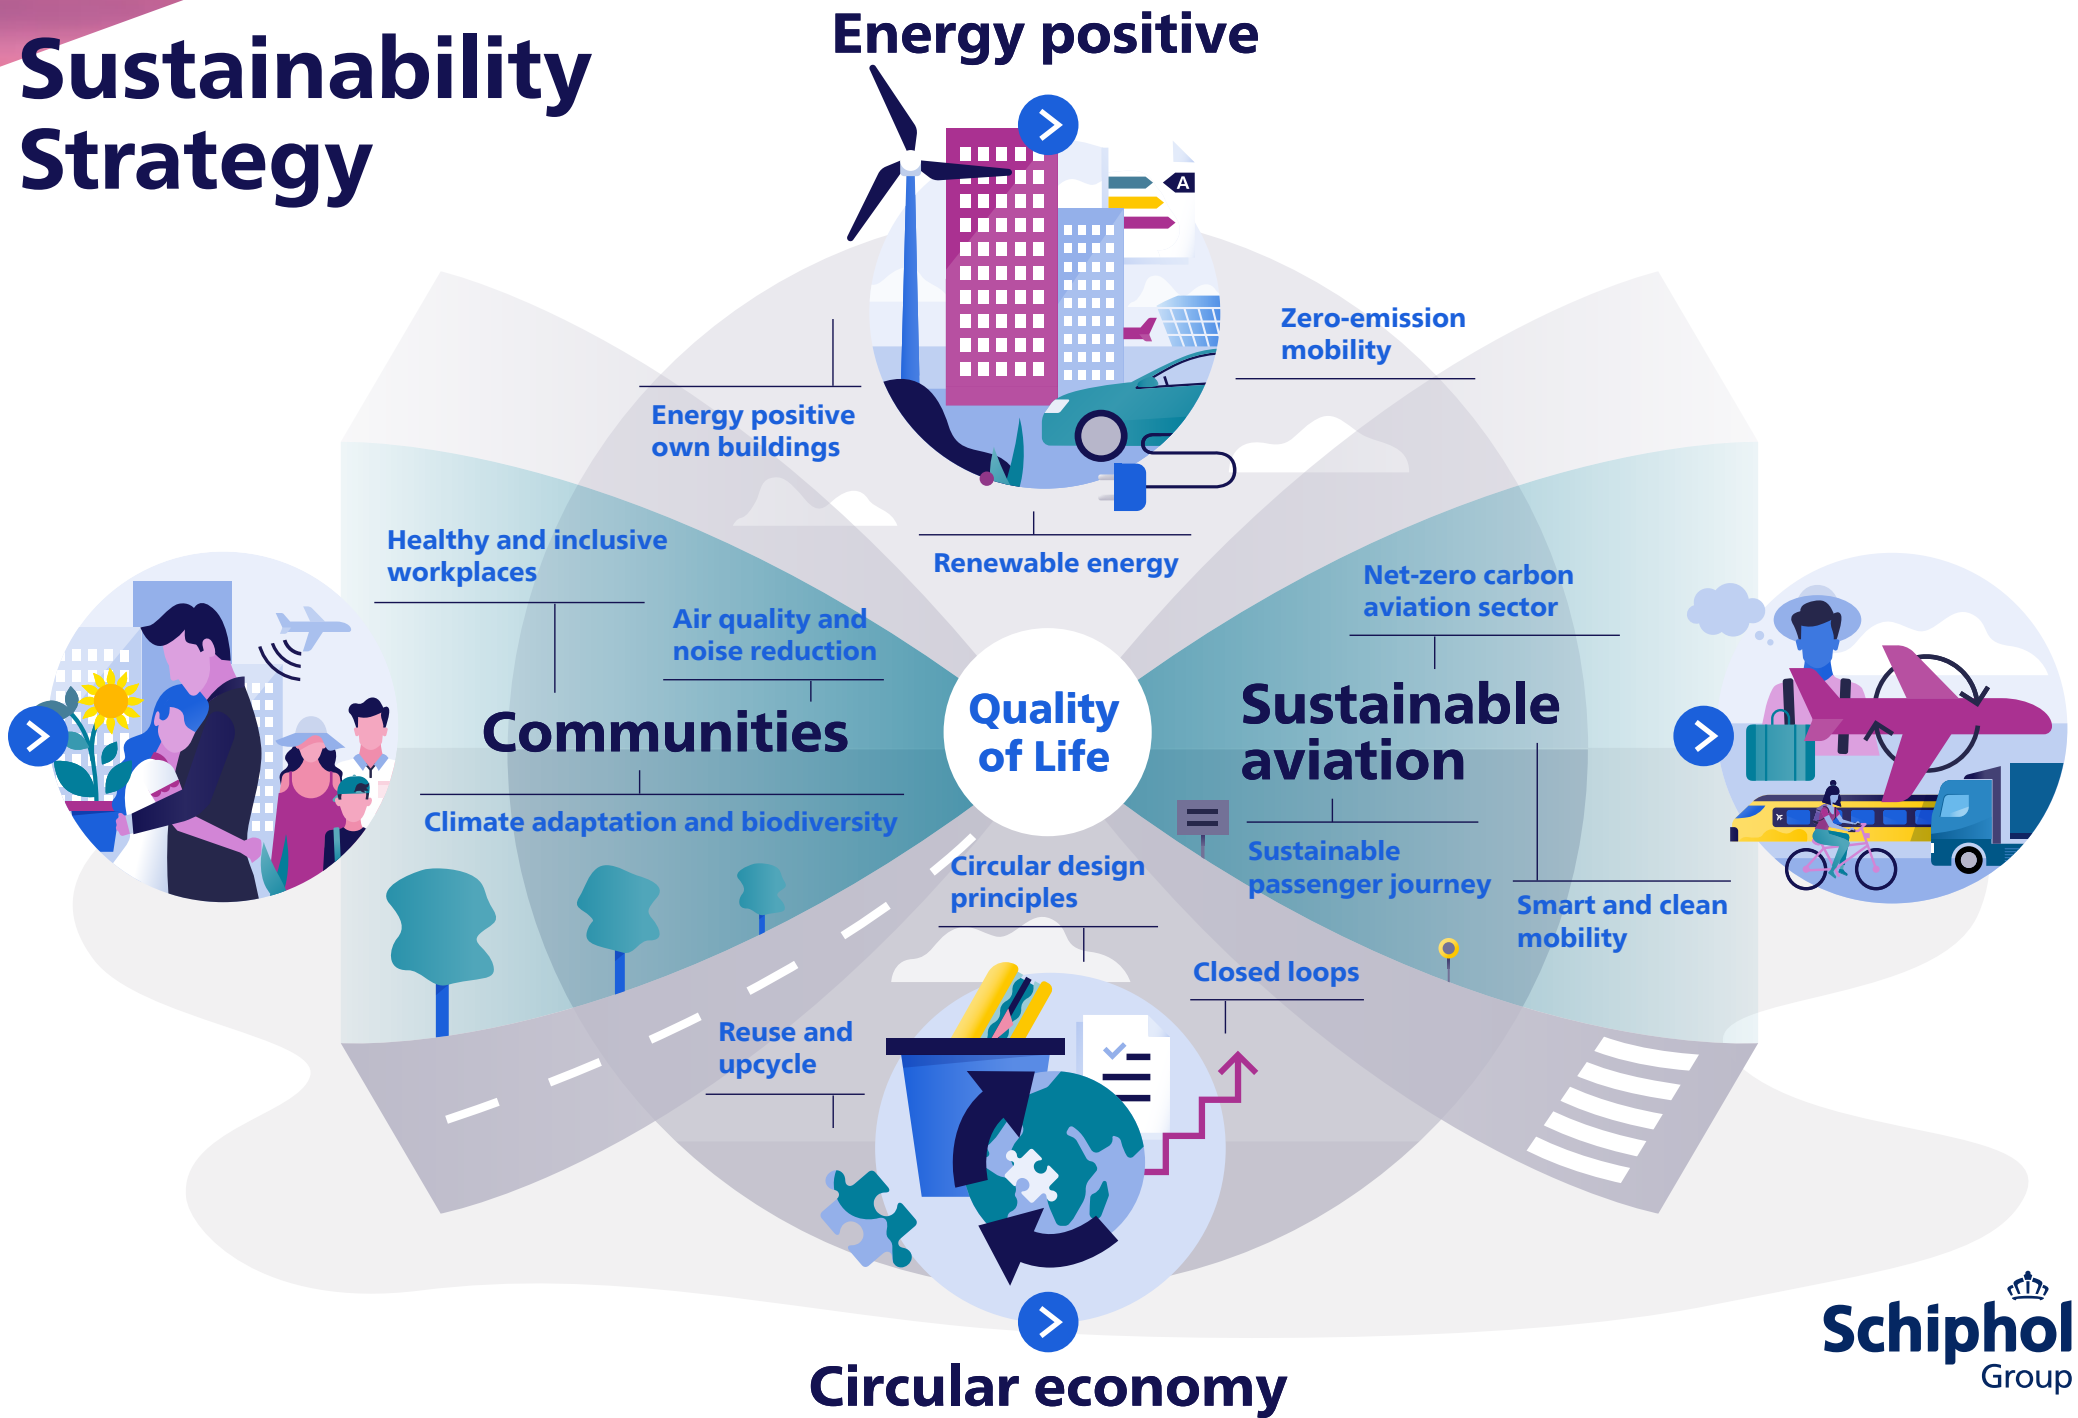 Sustainability
Strategy
Energy positive
A
Zero-emission
mobility
Energy positive
own buildings
Renewable energy
Healthy and inclusive
workplaces
Air quality and
noise reduction
Communities
Climate adaptation and biodiversity
Quality
of Life
Net-zero carbon
aviation sector
Sustainable
aviation
Sustainable
passenger journey
Smart and clean
mobility
Circular design
principles
Closed loops
Reuse and
upcycle
Circular economy
Schiphol
Group